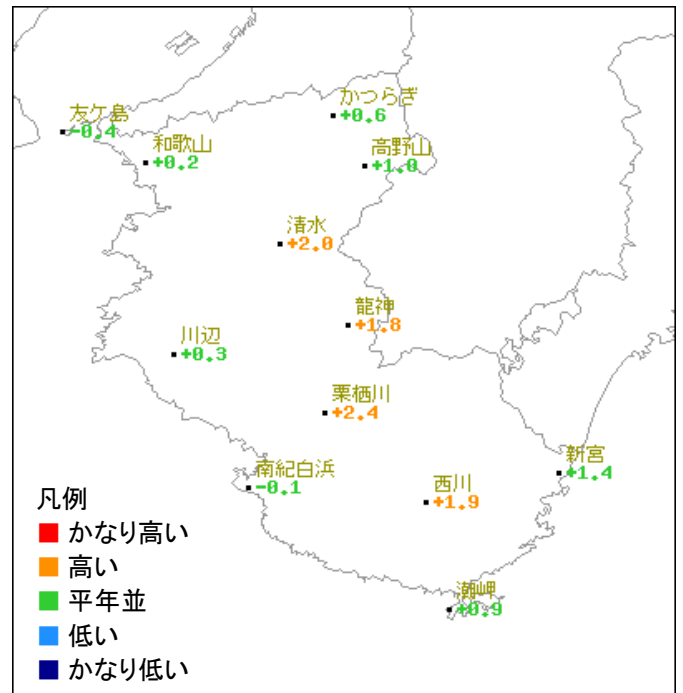 かつらぎ
+0.6
友ケ島
-0.4
和歌山
+0.2
高野山
+1.0
清水
+2.0
龍神
+1.8
川辺
+0.3
栗栖川
+2.4
新宮
+1.4
南紀白浜
-0.1
西川
+1.9
潮岬
+0.9
凡例
かなり高い
高い
平年並
低い
かなり低い